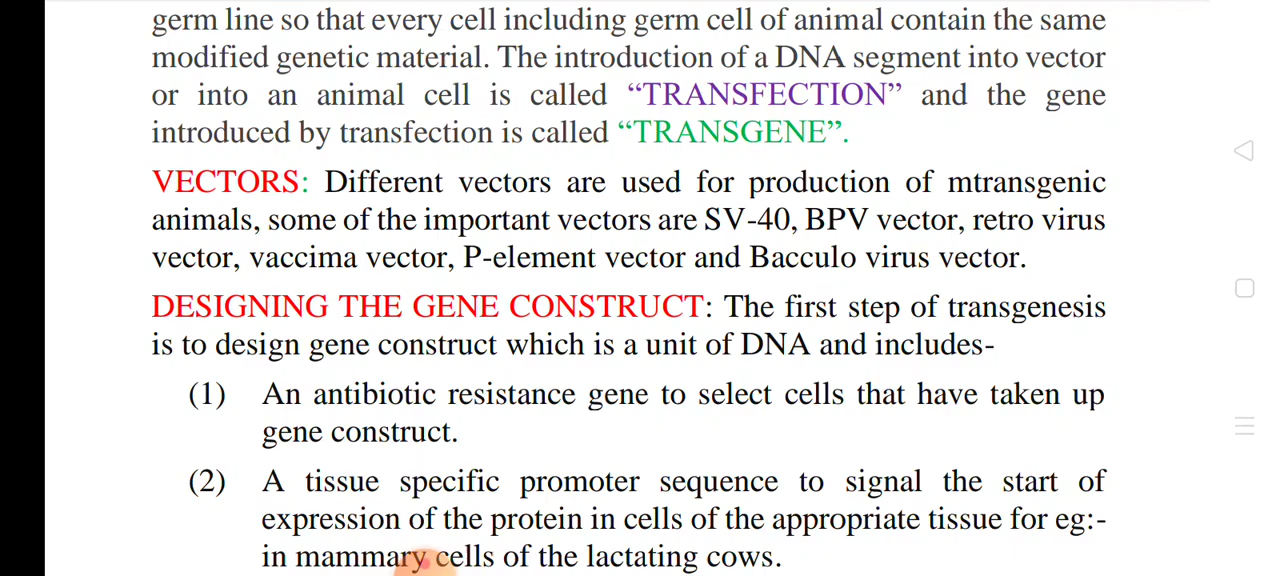 germ line so that every cell including germ cell of animal contain the same
modified genetic material. The introduction of a DNA segment into vector
or into an animal cell is called “TRANSFECTION” and the gene
introduced by transfection is called “TRANSGENE”.
VECTORS: Different vectors are used for production of mtransgenic
animals, some of the important vectors are SV-40, BPV vector, retro virus
vector, vaccima vector, P-element vector and Bacculo virus vector.
DESIGNING THE GENE CONSTRUCT: The first step of transgenesis
is to design gene construct which is a unit of DNA and includes-
(1) An antibiotic resistance gene to select cells that have taken up
gene construct.
(2) A tissue specific promoter sequence to signal the start of
expression of the protein in cells of the appropriate tissue for eg:-
in mammary cells of the lactating cows.